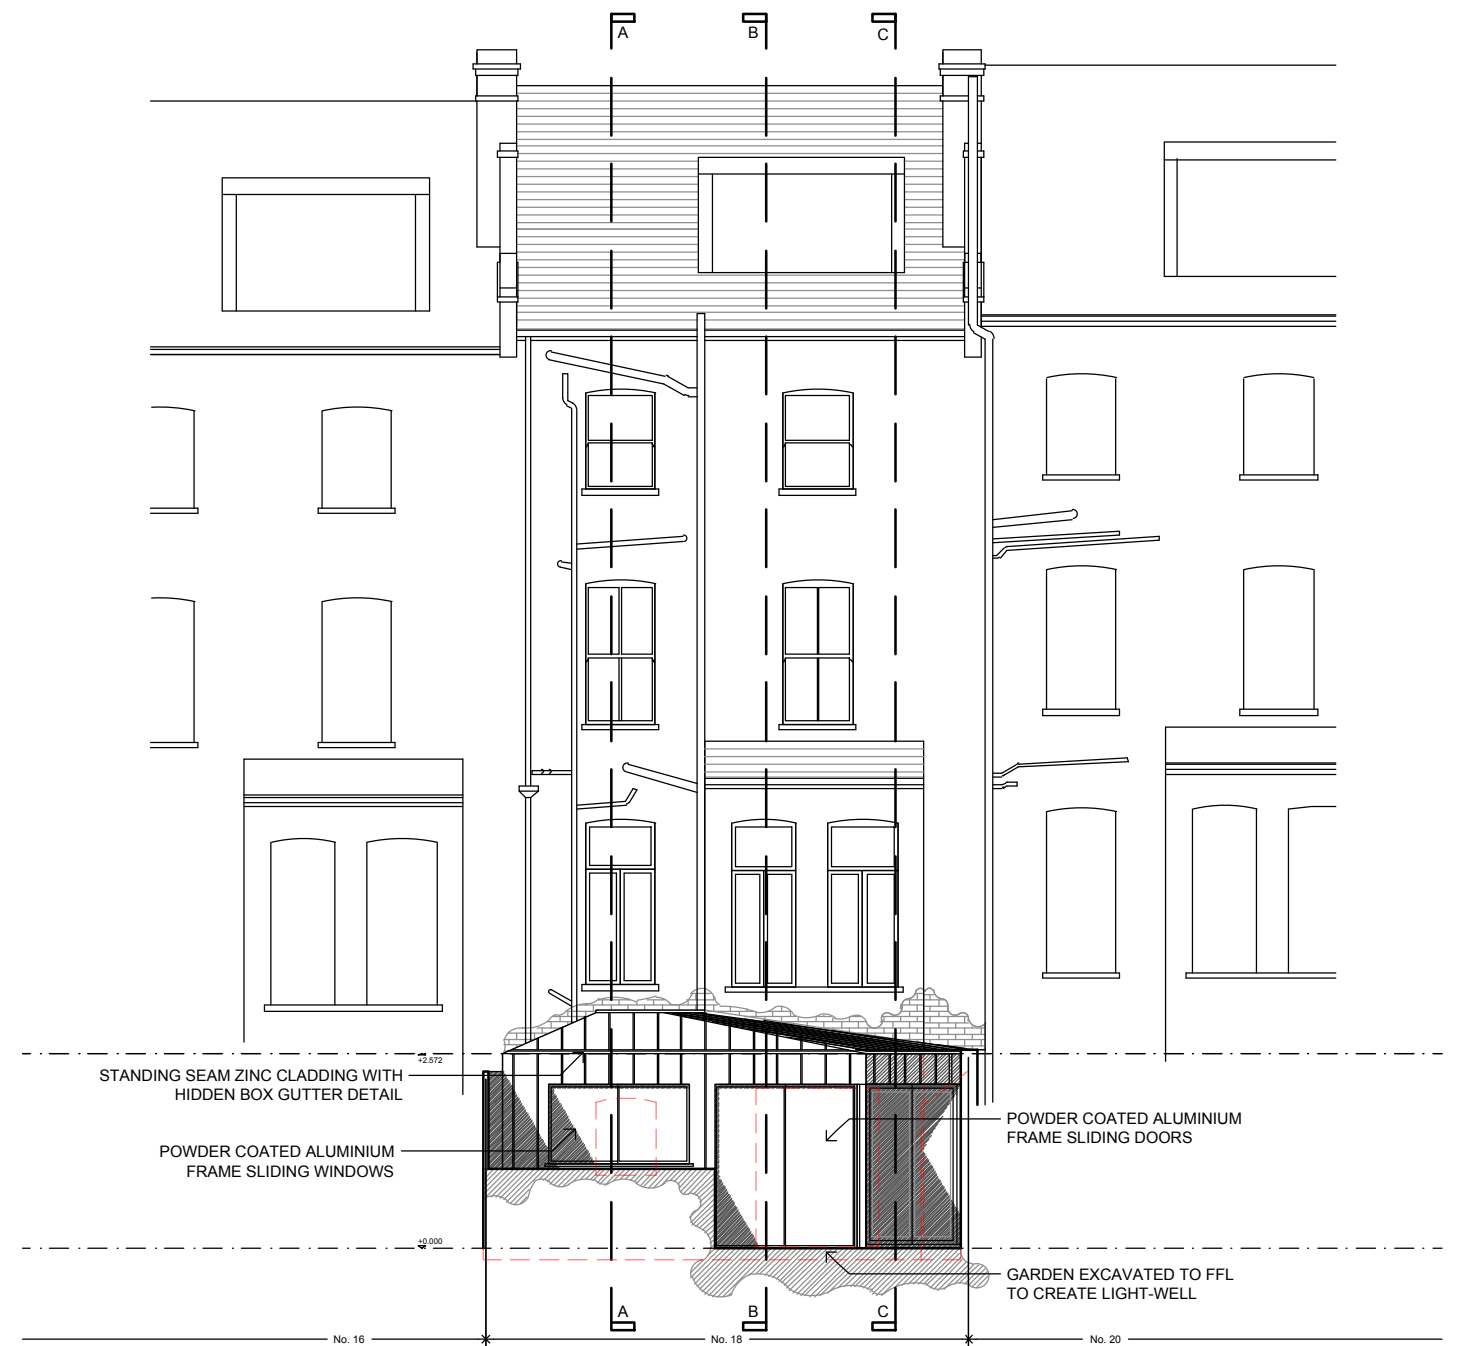 A
B
C
+2.572
STANDING SEAM ZINC CLADDING WITH
HIDDEN BOX GUTTER DETAIL
POWDER COATED ALUMINIUM
FRAME SLIDING WINDOWS
POWDER COATED ALUMINIUM
FRAME SLIDING DOORS
+0.000
GARDEN EXCAVATED TO FFL
TO CREATE LIGHT-WELL
A
B
C
No. 16
No. 18
No. 20